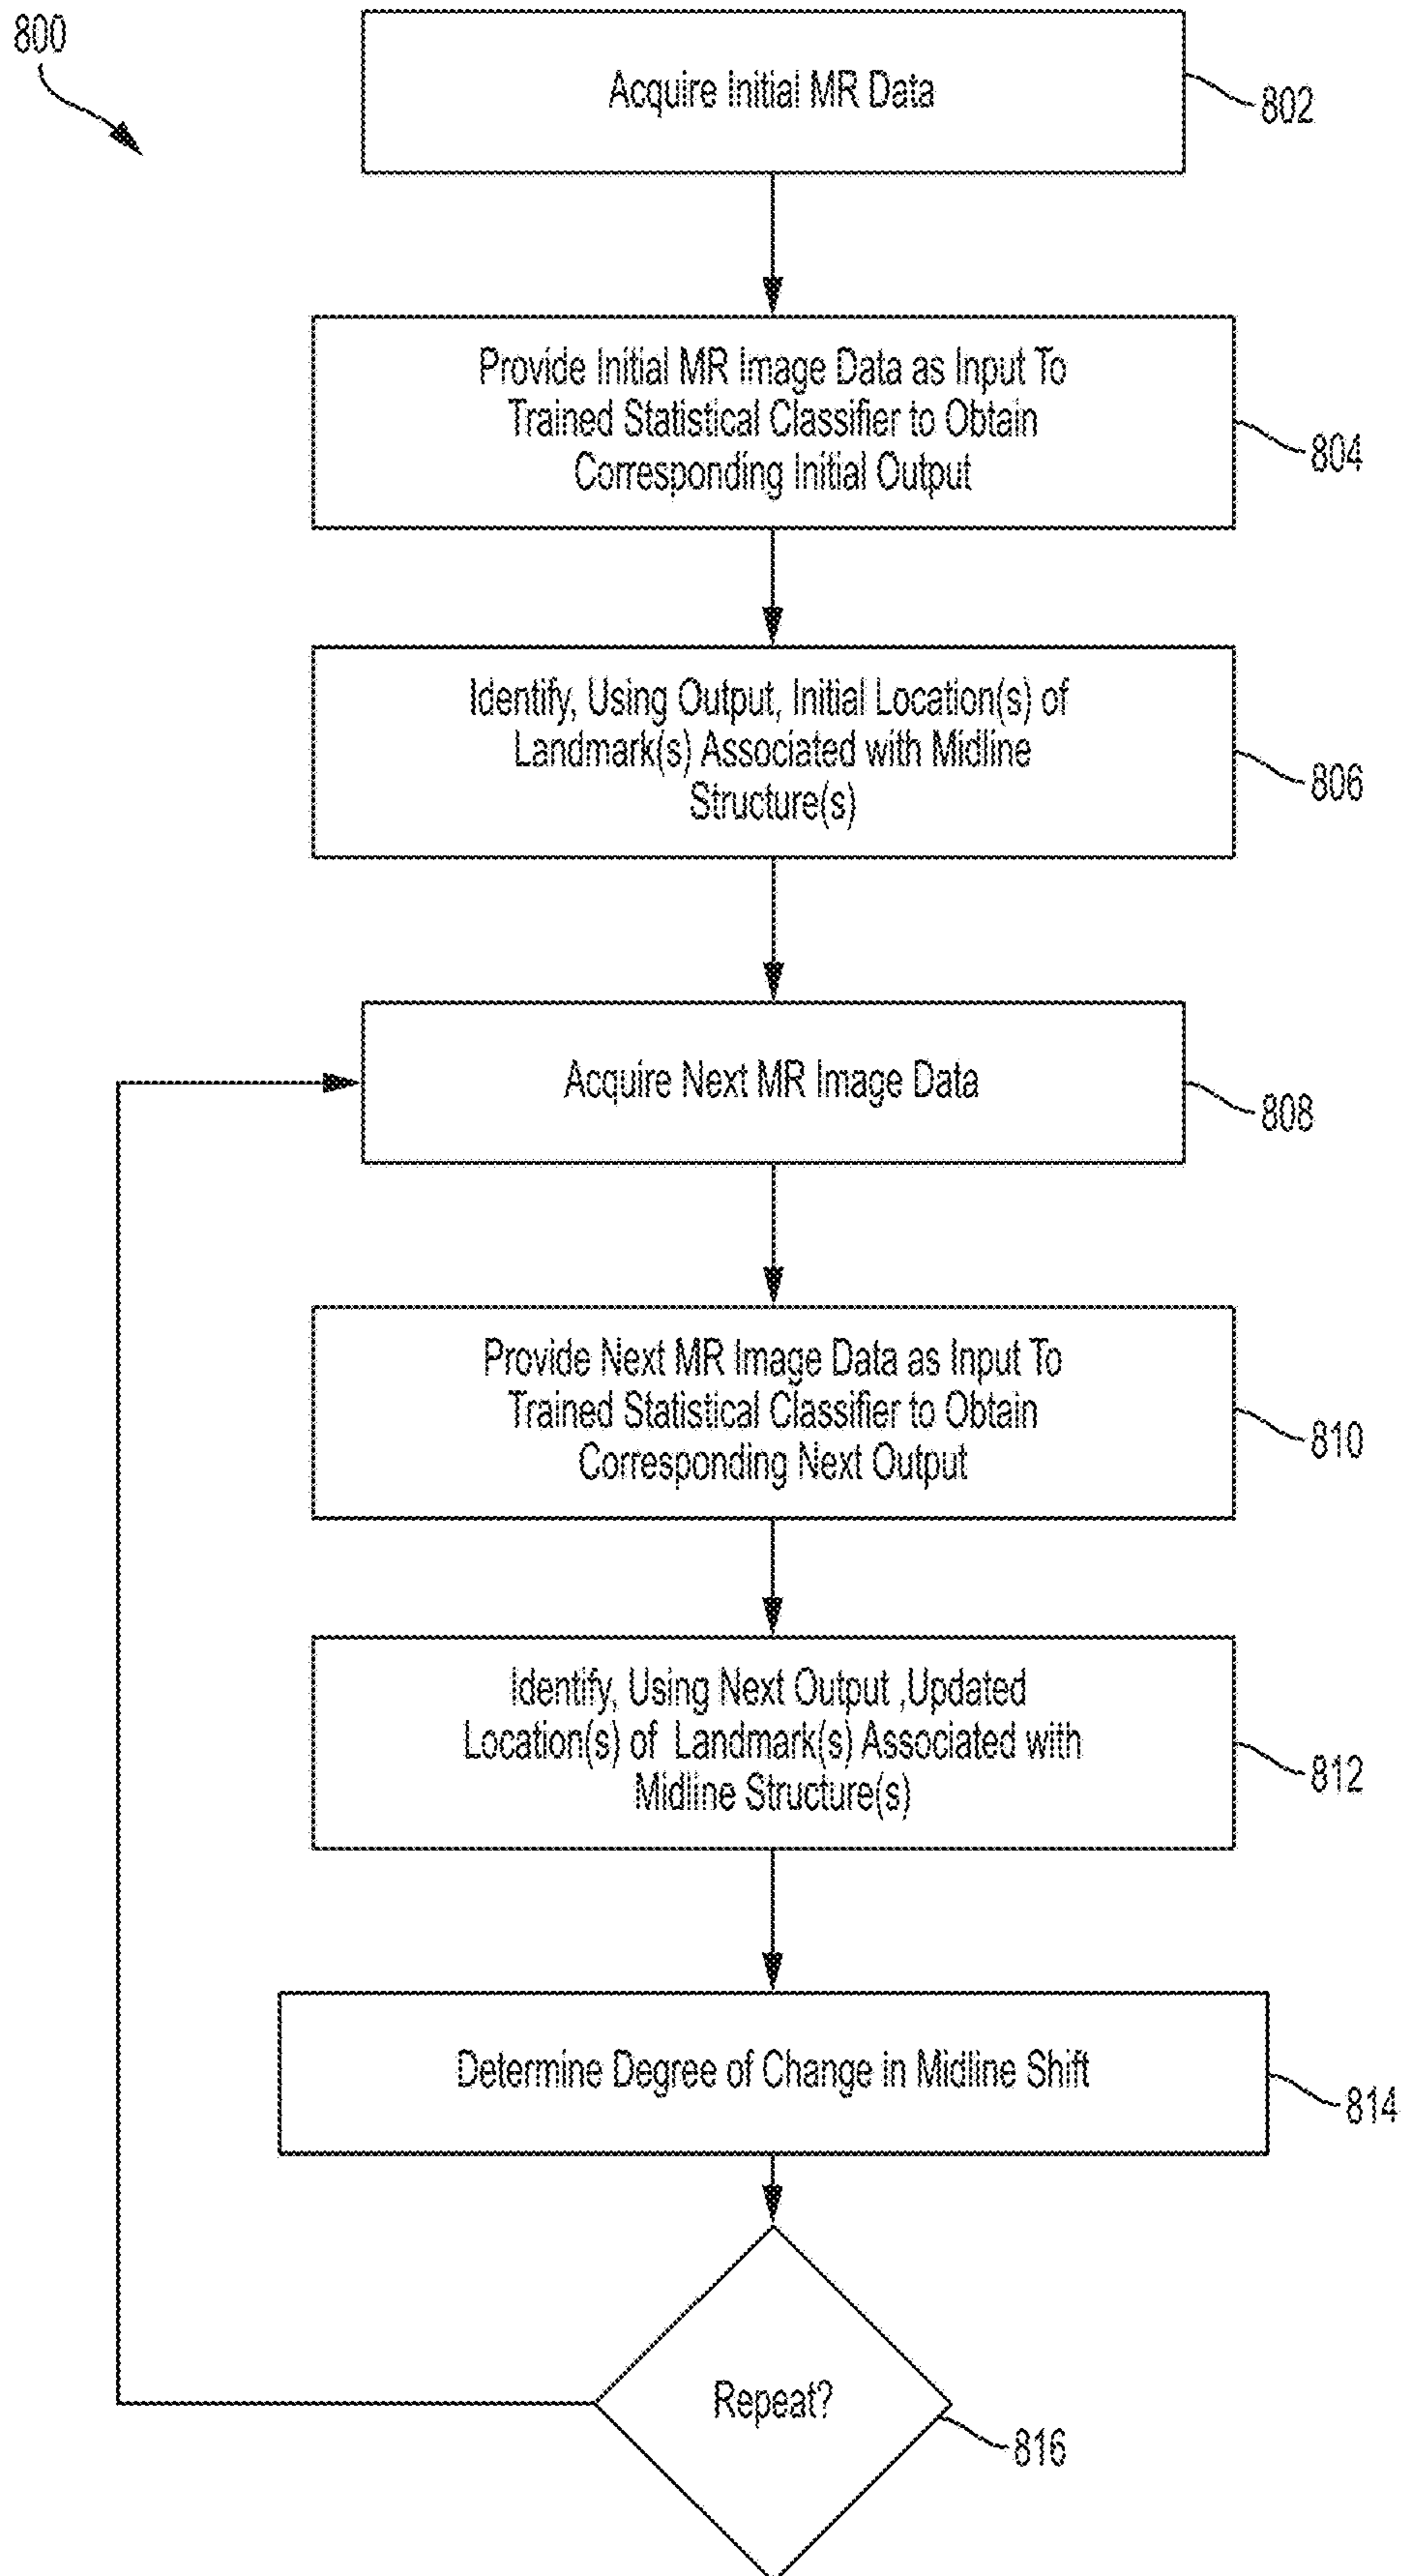 800
Acquire Initial MR Data
802
Provide Initial MR Image Data as Input To
Trained Statistical Classifier to Obtain
Corresponding Initial Output
804
Identify, Using Output, Initial Location(s) of
Landmark(s) Associated with Midline
Structure(s)
806
Acquire Next MR Image Data
808
Provide Next MR Image Data as Input To
Trained Statistical Classifier to Obtain
Corresponding Next Output
810
Identify, Using Next Output ,Updated
Location(s) of Landmark(s) Associated with
Midline Structure(s)
812
Determine Degree of Change in Midline Shift
814
Repeat?
816